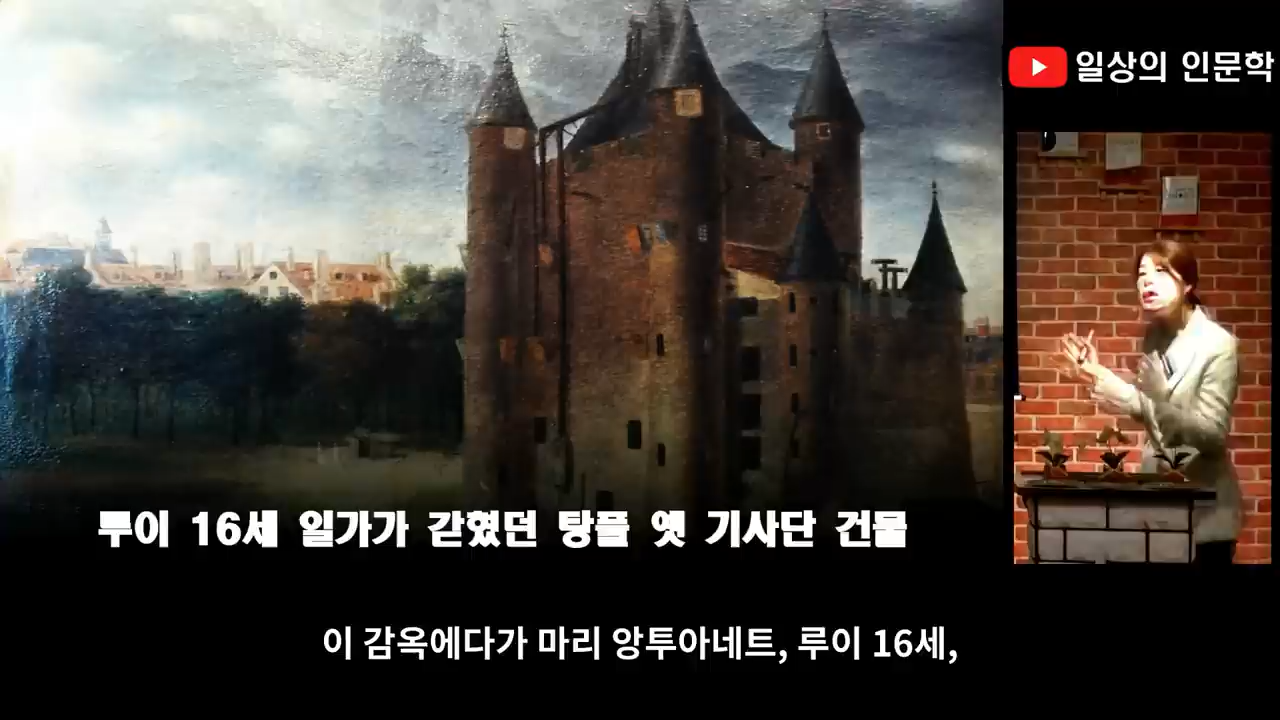 일상의 인문학
루이 16세 일가가 갇혔던 탕플 옛 기사단 건물
이 감옥에다가 마리 앙투아네트, 루이 16세,